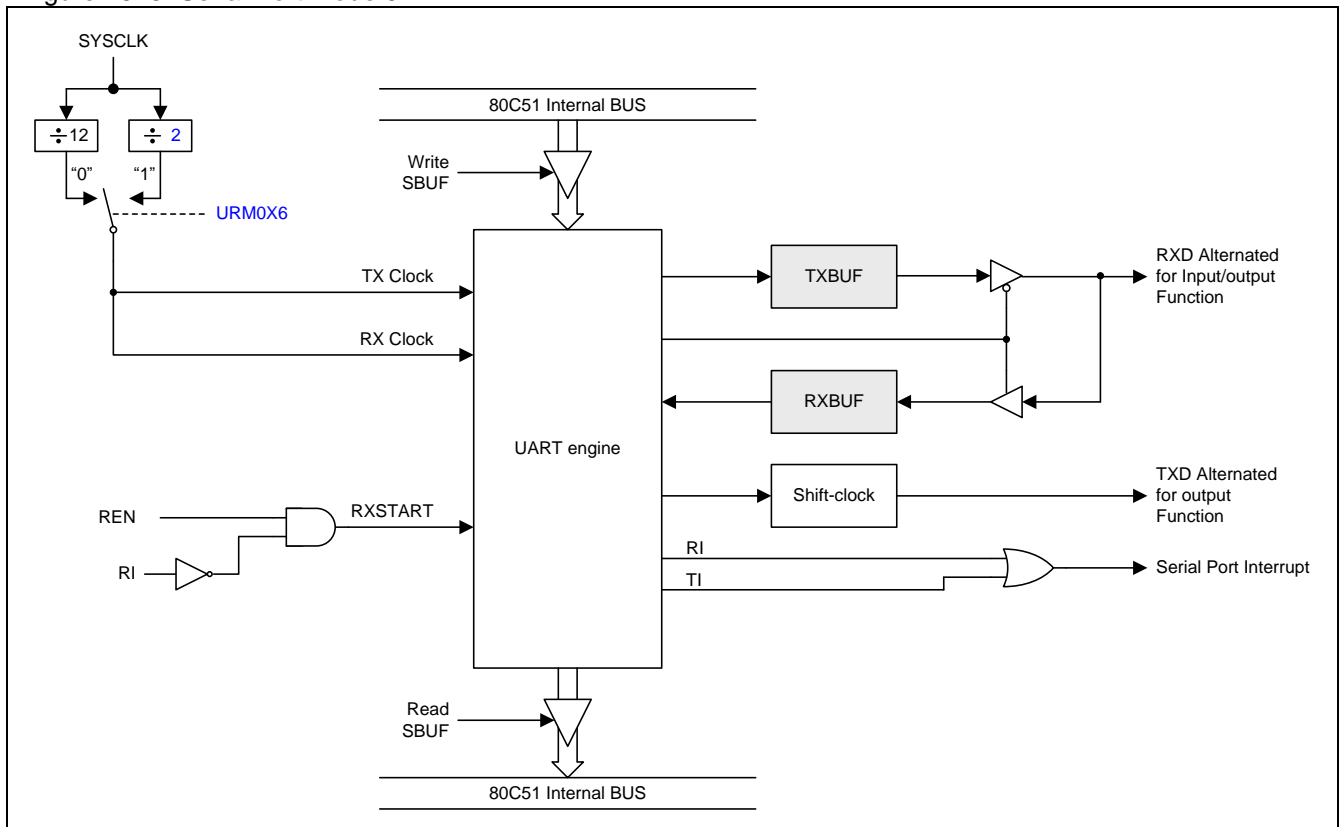 SYSCLK
÷12
÷ 2
“0”
“1”
URM0X6
80C51 Internal BUS
Write
SBUF
TX Clock
RX Clock
TXBUF
RXD Alternated
for Input/output
Function
RXBUF
UART engine
Shift-clock
TXD Alternated
for output
Function
REN
RXSTART
RI
RI
TI
Serial Port Interrupt
Read
SBUF
80C51 Internal BUS